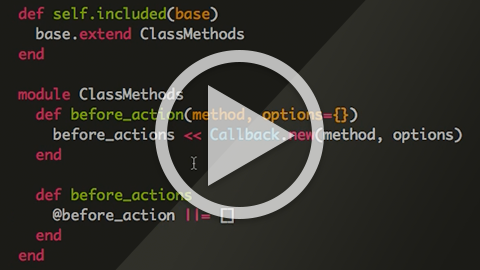 def self.included(base)
  base.extend ClassMethods
end

module ClassMethods
  def before_action(method, options={})
    before_actions << Callback.new(method, options)
  end

  def before_actions
    @before_action ||= []
  end
end